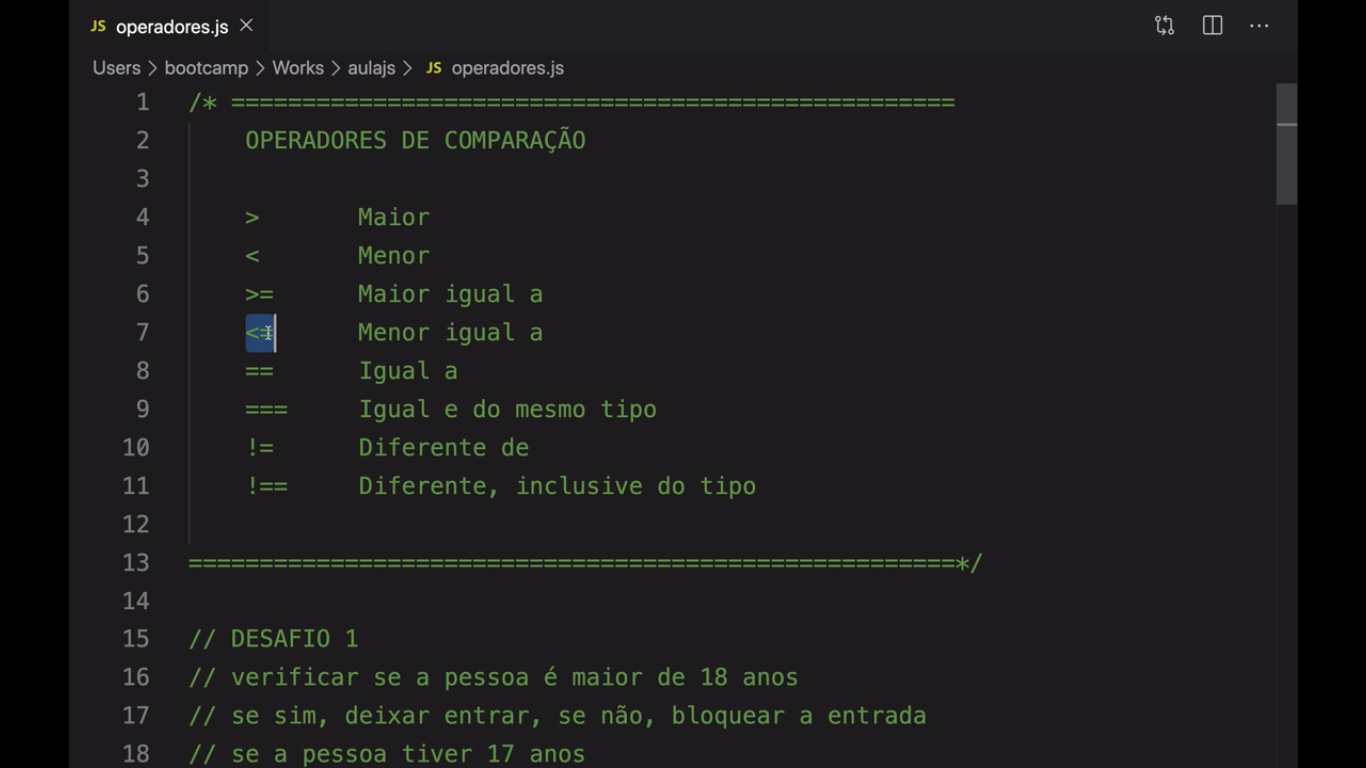 JS operadores.js
Users > bootcamp > Works > aulajs > JS operadores.js
1 /* ===================================================
2 OPERADORES DE COMPARAÇÃO
3
4 > Maior
5 < Menor
6 >= Maior igual a
7 <= Menor igual a
8 == Igual a
9 === Igual e do mesmo tipo
10 != Diferente de
11 !== Diferente, inclusive do tipo
12
13 ======================================================*/
14
15 // DESAFIO 1
16 // verificar se a pessoa é maior de 18 anos
17 // se sim, deixar entrar, se não, bloquear a entrada
18 // se a pessoa tiver 17 anos